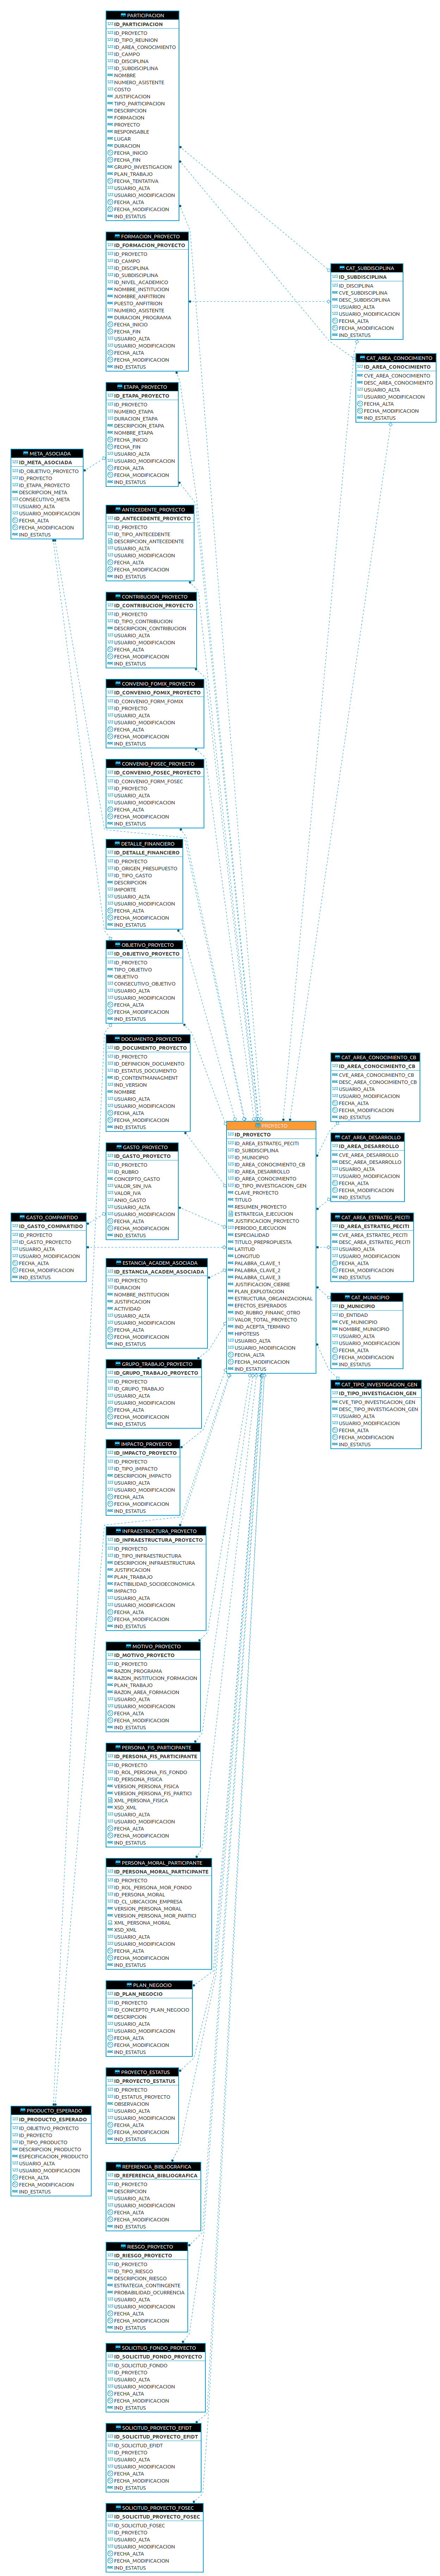 PARTICIPACION
ID_PARTICIPACION
ID_PROYECTO
ID_TIPO_REUNION
ID_AREA_CONOCIMIENTO
ID_CAMPO
ID_DISCIPLINA
ID_SUBDISCIPLINA
NOMBRE
NUMERO_ASISTENTE
COSTO
JUSTIFICACION
TIPO_PARTICIPACION
DESCRIPCION
FORMACION
PROYECTO
RESPONSABLE
LUGAR
DURACION
FECHA_INICIO
FECHA_FIN
GRUPO_INVESTIGACION
PLAN_TRABAJO
FECHA_TENTATIVA
USUARIO_ALTA
USUARIO_MODIFICACION
FECHA_ALTA
FECHA_MODIFICACION
IND_ESTATUS
FORMACION_PROYECTO
ID_FORMACION_PROYECTO
ID_PROYECTO
ID_CAMPO
ID_DISCIPLINA
ID_SUBDISCIPLINA
ID_NIVEL_ACADEMICO
NOMBRE_INSTITUCION
NOMBRE_ANFITRION
PUESTO_ANFITRION
NUMERO_ASISTENTE
DURACION_PROGRAMA
FECHA_INICIO
FECHA_FIN
USUARIO_ALTA
USUARIO_MODIFICACION
FECHA_ALTA
FECHA_MODIFICACION
IND_ESTATUS
CAT_SUBDISCIPLINA
ID_SUBDISCIPLINA
ID_DISCIPLINA
CVE_SUBDISCIPLINA
DESC_SUBDISCIPLINA
USUARIO_ALTA
USUARIO_MODIFICACION
FECHA_ALTA
FECHA_MODIFICACION
IND_ESTATUS
CAT_AREA_CONOCIMIENTO
ID_AREA_CONOCIMIENTO
CVE_AREA_CONOCIMIENTO
DESC_AREA_CONOCIMIENTO
USUARIO_ALTA
USUARIO_MODIFICACION
FECHA_ALTA
FECHA_MODIFICACION
IND_ESTATUS
ETAPA_PROYECTO
ID_ETAPA_PROYECTO
ID_PROYECTO
NUMERO_ETAPA
DURACION_ETAPA
DESCRIPCION_ETAPA
NOMBRE_ETAPA
FECHA_INICIO
FECHA_FIN
USUARIO_ALTA
USUARIO_MODIFICACION
FECHA_ALTA
FECHA_MODIFICACION
IND_ESTATUS
META_ASOCIADA
ID_META_ASOCIADA
ID_OBJETIVO_PROYECTO
ID_PROYECTO
ID_ETAPA_PROYECTO
DESCRIPCION_META
CONSECUTIVO_META
USUARIO_ALTA
USUARIO_MODIFICACION
FECHA_ALTA
FECHA_MODIFICACION
IND_ESTATUS
ANTECEDENTE_PROYECTO
ID_ANTECEDENTE_PROYECTO
ID_PROYECTO
ID_TIPO_ANTECEDENTE
DESCRIPCION_ANTECEDENTE
USUARIO_ALTA
USUARIO_MODIFICACION
FECHA_ALTA
FECHA_MODIFICACION
IND_ESTATUS
CONTRIBUCION_PROYECTO
ID_CONTRIBUCION_PROYECTO
ID_PROYECTO
ID_TIPO_CONTRIBUCION
DESCRIPCION_CONTRIBUCION
USUARIO_ALTA
USUARIO_MODIFICACION
FECHA_ALTA
FECHA_MODIFICACION
IND_ESTATUS
CONVENIO_FOMIX_PROYECTO
ID_CONVENIO_FOMIX_PROYECTO
ID_CONVENIO_FORM_FOMIX
ID_PROYECTO
USUARIO_ALTA
USUARIO_MODIFICACION
FECHA_ALTA
FECHA_MODIFICACION
IND_ESTATUS
CONVENIO_FOSEC_PROYECTO
ID_CONVENIO_FOSEC_PROYECTO
ID_CONVENIO_FORM_FOSEC
ID_PROYECTO
USUARIO_ALTA
USUARIO_MODIFICACION
FECHA_ALTA
FECHA_MODIFICACION
IND_ESTATUS
DETALLE_FINANCIERO
ID_DETALLE_FINANCIERO
ID_PROYECTO
ID_ORIGEN_PRESUPUESTO
ID_TIPO_GASTO
DESCRIPCION
IMPORTE
USUARIO_ALTA
USUARIO_MODIFICACION
FECHA_ALTA
FECHA_MODIFICACION
IND_ESTATUS
OBJETIVO_PROYECTO
ID_OBJETIVO_PROYECTO
ID_PROYECTO
TIPO_OBJETIVO
OBJETIVO
CONSECUTIVO_OBJETIVO
USUARIO_ALTA
USUARIO_MODIFICACION
FECHA_ALTA
FECHA_MODIFICACION
IND_ESTATUS
DOCUMENTO_PROYECTO
ID_DOCUMENTO_PROYECTO
ID_PROYECTO
ID_DEFINICION_DOCUMENTO
ID_ESTATUS_DOCUMENTO
ID_CONTENTMANAGMENT
IND_VERSION
NOMBRE
USUARIO_ALTA
USUARIO_MODIFICACION
FECHA_ALTA
FECHA_MODIFICACION
IND_ESTATUS
PROYECTO
ID_PROYECTO
ID_AREA_ESTRATEG_PECITI
ID_SUBDISCIPLINA
ID_MUNICIPIO
ID_AREA_CONOCIMIENTO_CB
ID_AREA_DESARROLLO
ID_AREA_CONOCIMIENTO
ID_TIPO_INVESTIGACION_GEN
CLAVE_PROYECTO
TITULO
RESUMEN_PROYECTO
ESTRATEGIA_EJECUCION
JUSTIFICACION_PROYECTO
PERIODO_EJECUCION
ESPECIALIDAD
TITULO_PREPROPUESTA
LATITUD
LONGITUD
PALABRA_CLAVE_1
PALABRA_CLAVE_2
PALABRA_CLAVE_3
JUSTIFICACION_CIERRE
PLAN_EXPLOTACION
ESTRUCTURA_ORGANIZACIONAL
EFECTOS_ESPERADOS
IND_RUBRO_FINANC_OTRO
VALOR_TOTAL_PROYECTO
IND_ACEPTA_TERMINO
HIPOTESIS
USUARIO_ALTA
USUARIO_MODIFICACION
FECHA_ALTA
FECHA_MODIFICACION
IND_ESTATUS
CAT_AREA_CONOCIMIENTO_CB
ID_AREA_CONOCIMIENTO_CB
CVE_AREA_CONOCIMIENTO_CB
DESC_AREA_CONOCIMIENTO_CB
USUARIO_ALTA
USUARIO_MODIFICACION
FECHA_ALTA
FECHA_MODIFICACION
IND_ESTATUS
CAT_AREA_DESARROLLO
ID_AREA_DESARROLLO
CVE_AREA_DESARROLLO
DESC_AREA_DESARROLLO
USUARIO_ALTA
USUARIO_MODIFICACION
FECHA_ALTA
FECHA_MODIFICACION
IND_ESTATUS
CAT_AREA_ESTRATEG_PECITI
ID_AREA_ESTRATEG_PECITI
CVE_AREA_ESTRATEG_PECITI
DESC_AREA_ESTRATEG_PECITI
USUARIO_ALTA
USUARIO_MODIFICACION
FECHA_ALTA
FECHA_MODIFICACION
IND_ESTATUS
CAT_MUNICIPIO
ID_MUNICIPIO
ID_ENTIDAD
CVE_MUNICIPIO
NOMBRE_MUNICIPIO
USUARIO_ALTA
USUARIO_MODIFICACION
FECHA_ALTA
FECHA_MODIFICACION
IND_ESTATUS
CAT_TIPO_INVESTIGACION_GEN
ID_TIPO_INVESTIGACION_GEN
CVE_TIPO_INVESTIGACION_GEN
DESC_TIPO_INVESTIGACION_GEN
USUARIO_ALTA
USUARIO_MODIFICACION
FECHA_ALTA
FECHA_MODIFICACION
IND_ESTATUS
GASTO_PROYECTO
ID_GASTO_PROYECTO
ID_PROYECTO
ID_RUBRO
CONCEPTO_GASTO
VALOR_SIN_IVA
VALOR_IVA
ANO_GASTO
USUARIO_ALTA
USUARIO_MODIFICACION
FECHA_ALTA
FECHA_MODIFICACION
IND_ESTATUS
GASTO_COMPARTIDO
ID_GASTO_COMPARTIDO
ID_PROYECTO
ID_GASTO_PROYECTO
USUARIO_ALTA
USUARIO_MODIFICACION
FECHA_ALTA
FECHA_MODIFICACION
IND_ESTATUS
ESTANCIA_ACADEM_ASOCIADA
ID_ESTANCIA_ACADEM_ASOCIADA
ID_PROYECTO
DURACION
NOMBRE_INSTITUCION
JUSTIFICACION
ACTIVIDAD
USUARIO_ALTA
USUARIO_MODIFICACION
FECHA_ALTA
FECHA_MODIFICACION
IND_ESTATUS
GRUPO_TRABAJO_PROYECTO
ID_GRUPO_TRABAJO_PROYECTO
ID_PROYECTO
ID_GRUPO_TRABAJO
USUARIO_ALTA
USUARIO_MODIFICACION
FECHA_ALTA
FECHA_MODIFICACION
IND_ESTATUS
IMPACTO_PROYECTO
ID_IMPACTO_PROYECTO
ID_PROYECTO
ID_TIPO_IMPACTO
DESCRIPCION_IMPACTO
USUARIO_ALTA
USUARIO_MODIFICACION
FECHA_ALTA
FECHA_MODIFICACION
IND_ESTATUS
INFRAESTRUCTURA_PROYECTO
ID_INFRAESTRUCTURA_PROYECTO
ID_PROYECTO
ID_TIPO_INFRAESTRUCTURA
DESCRIPCION_INFRAESTRUCTURA
JUSTIFICACION
PLAN_TRABAJO
FACTIBILIDAD_SOCIOECONOMICA
IMPACTO
USUARIO_ALTA
USUARIO_MODIFICACION
FECHA_ALTA
FECHA_MODIFICACION
IND_ESTATUS
MOTIVO_PROYECTO
ID_MOTIVO_PROYECTO
ID_PROYECTO
RAZON_PROGRAMA
RAZON_INSTITUCION_FORMACION
PLAN_TRABAJO
RAZON_AREA_FORMACION
USUARIO_ALTA
USUARIO_MODIFICACION
FECHA_ALTA
FECHA_MODIFICACION
IND_ESTATUS
PERSONA_FIS_PARTICIPANTE
ID_PERSONA_FIS_PARTICIPANTE
ID_PROYECTO
ID_ROL_PERSONA_FIS_FONDO
ID_PERSONA_FISICA
VERSION_PERSONA_FISICA
VERSION_PERSONA_FIS_PARTICI
XML_PERSONA_FISICA
XSD_XML
USUARIO_ALTA
USUARIO_MODIFICACION
FECHA_ALTA
FECHA_MODIFICACION
IND_ESTATUS
PERSONA_MORAL_PARTICIPANTE
ID_PERSONA_MORAL_PARTICIPANTE
ID_PROYECTO
ID_ROL_PERSONA_MOR_FONDO
ID_PERSONA_MORAL
ID_CL_UBICACION_EMPRESA
VERSION_PERSONA_MORAL
VERSION_PERSONA_MOR_PARTICI
XML_PERSONA_MORAL
XSD_XML
USUARIO_ALTA
USUARIO_MODIFICACION
FECHA_ALTA
FECHA_MODIFICACION
IND_ESTATUS
PLAN_NEGOCIO
ID_PLAN_NEGOCIO
ID_PROYECTO
ID_CONCEPTO_PLAN_NEGOCIO
DESCRIPCION
USUARIO_ALTA
USUARIO_MODIFICACION
FECHA_ALTA
FECHA_MODIFICACION
IND_ESTATUS
PROYECTO_ESTATUS
ID_PROYECTO_ESTATUS
ID_PROYECTO
ID_ESTATUS_PROYECTO
OBSERVACION
USUARIO_ALTA
USUARIO_MODIFICACION
FECHA_ALTA
FECHA_MODIFICACION
IND_ESTATUS
PRODUCTO_ESPERADO
ID_PRODUCTO_ESPERADO
ID_OBJETIVO_PROYECTO
ID_PROYECTO
ID_TIPO_PRODUCTO
DESCRIPCION_PRODUCTO
ESPECIFICACION_PRODUCTO
USUARIO_ALTA
USUARIO_MODIFICACION
FECHA_ALTA
FECHA_MODIFICACION
IND_ESTATUS
REFERENCIA_BIBLIOGRAFICA
ID_REFERENCIA_BIBLIOGRAFICA
ID_PROYECTO
DESCRIPCION
USUARIO_ALTA
USUARIO_MODIFICACION
FECHA_ALTA
FECHA_MODIFICACION
IND_ESTATUS
RIESGO_PROYECTO
ID_RIESGO_PROYECTO
ID_PROYECTO
ID_TIPO_RIESGO
DESCRIPCION_RIESGO
ESTRATEGIA_CONTINGENTE
PROBABILIDAD_OCURRENCIA
USUARIO_ALTA
USUARIO_MODIFICACION
FECHA_ALTA
FECHA_MODIFICACION
IND_ESTATUS
SOLICITUD_FONDO_PROYECTO
ID_SOLICITUD_FONDO_PROYECTO
ID_SOLICITUD_FONDO
ID_PROYECTO
USUARIO_ALTA
USUARIO_MODIFICACION
FECHA_ALTA
FECHA_MODIFICACION
IND_ESTATUS
SOLICITUD_PROYECTO_EFIDT
ID_SOLICITUD_PROYECTO_EFIDT
ID_SOLICITUD_EFIDT
ID_PROYECTO
USUARIO_ALTA
USUARIO_MODIFICACION
FECHA_ALTA
FECHA_MODIFICACION
IND_ESTATUS
SOLICITUD_PROYECTO_FOSEC
ID_SOLICITUD_PROYECTO_FOSEC
ID_SOLICITUD_FOSEC
ID_PROYECTO
USUARIO_ALTA
USUARIO_MODIFICACION
FECHA_ALTA
FECHA_MODIFICACION
IND_ESTATUS